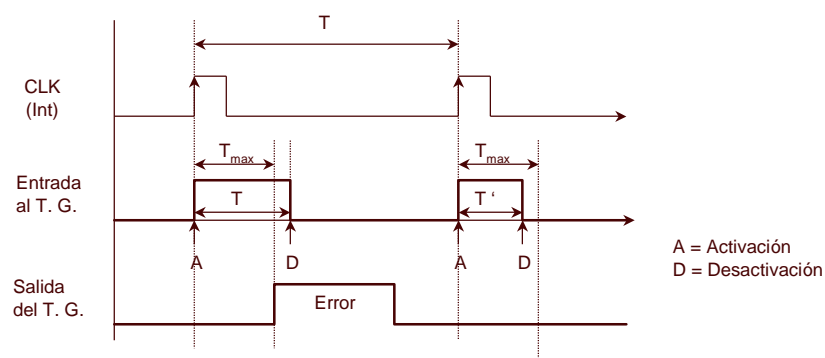 T
CLK
(Int)
Tmax
Tmax
Entrada
al T. G.
T
T ‘
A
D
A
D
A = Activación
D = Desactivación
Salida
del T. G.
Error